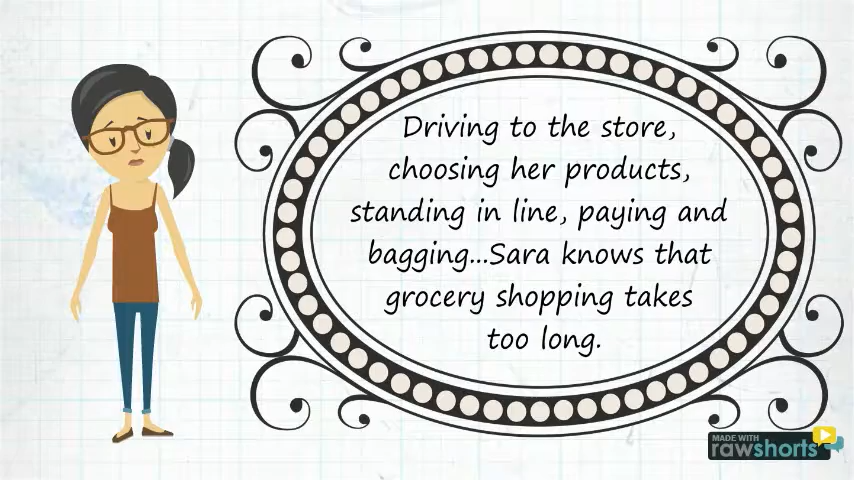 Driving to the store,
choosing her products,
standing in line, paying and
bagging...Sara knows that
grocery shopping takes
too long.
MADE WITH
rawshorts